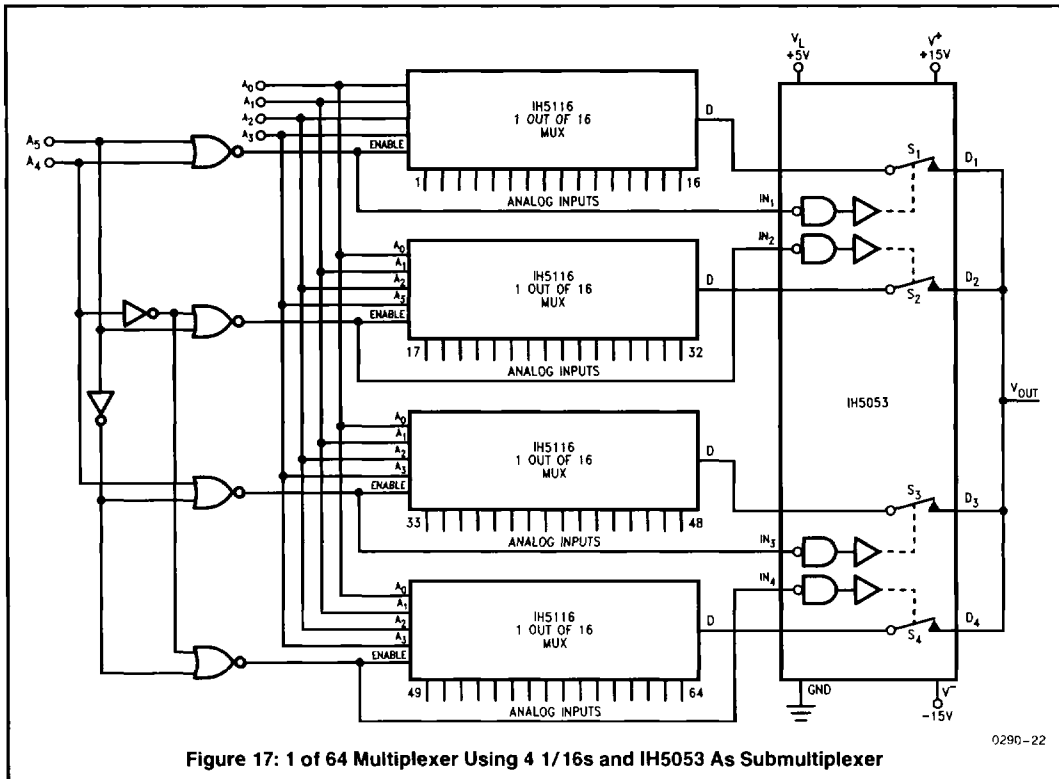 V_L
+5V
V⁺
+15V
A₀
A₁
A₂
A₃
A₅
A₄
ENABLE
IH5116
1 OUT OF 16
MUX
D
1
16
ANALOG INPUTS
S₁
D₁
IN₁
IN₂
A₀
A₁
A₂
A₅
ENABLE
IH5116
1 OUT OF 16
MUX
D
17
32
ANALOG INPUTS
S₂
D₂
IH5053
V_OUT
A₀
A₁
A₂
A₃
ENABLE
IH5116
1 OUT OF 16
MUX
D
33
48
ANALOG INPUTS
S₃
D₃
IN₃
IN₄
A₀
A₁
A₂
A₃
ENABLE
IH5116
1 OUT OF 16
MUX
D
49
64
ANALOG INPUTS
S₄
D₄
GND
V⁻
-15V
0290-22
Figure 17: 1 of 64 Multiplexer Using 4 1/16s and IH5053 As Submultiplexer